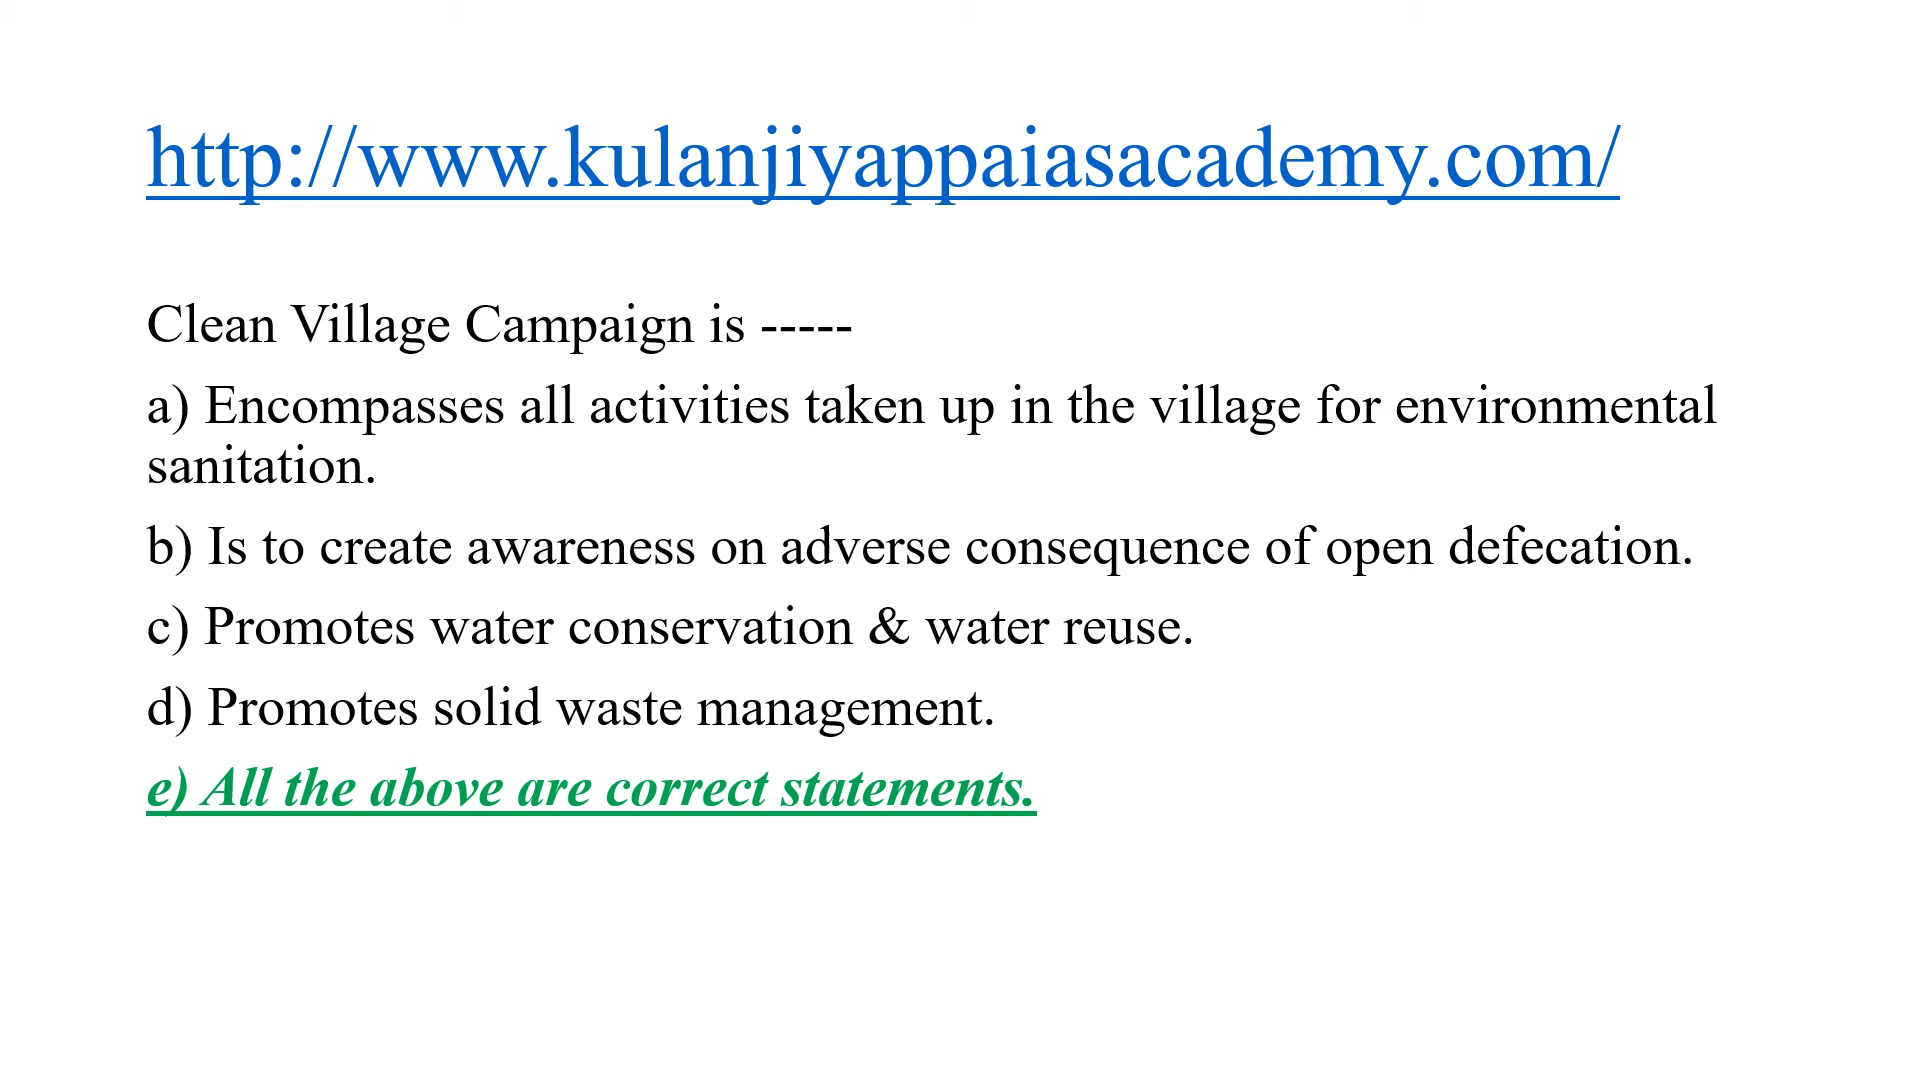 http://www.kulanjiyappaiasacademy.com/
Clean Village Campaign is -----
a) Encompasses all activities taken up in the village for environmental
sanitation.
b) Is to create awareness on adverse consequence of open defecation.
c) Promotes water conservation & water reuse.
d) Promotes solid waste management.
e) All the above are correct statements.